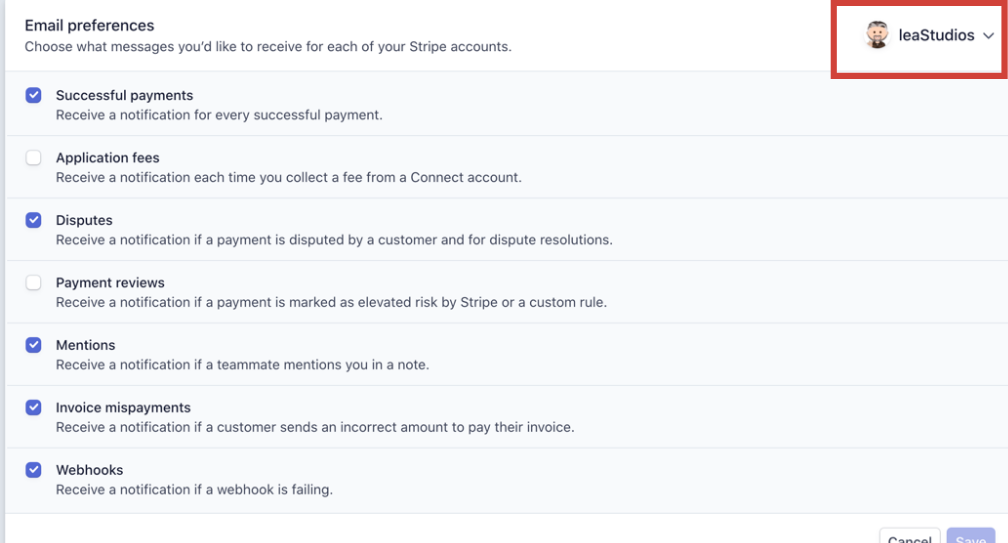 Email preferences
Choose what messages you'd like to receive for each of your Stripe accounts.
leaStudios
Successful payments
Receive a notification for every successful payment.
Application fees
Receive a notification each time you collect a fee from a Connect account.
Disputes
Receive a notification if a payment is disputed by a customer and for dispute resolutions.
Payment reviews
Receive a notification if a payment is marked as elevated risk by Stripe or a custom rule.
Mentions
Receive a notification if a teammate mentions you in a note.
Invoice mispayments
Receive a notification if a customer sends an incorrect amount to pay their invoice.
Webhooks
Receive a notification if a webhook is failing.
Cancel Save